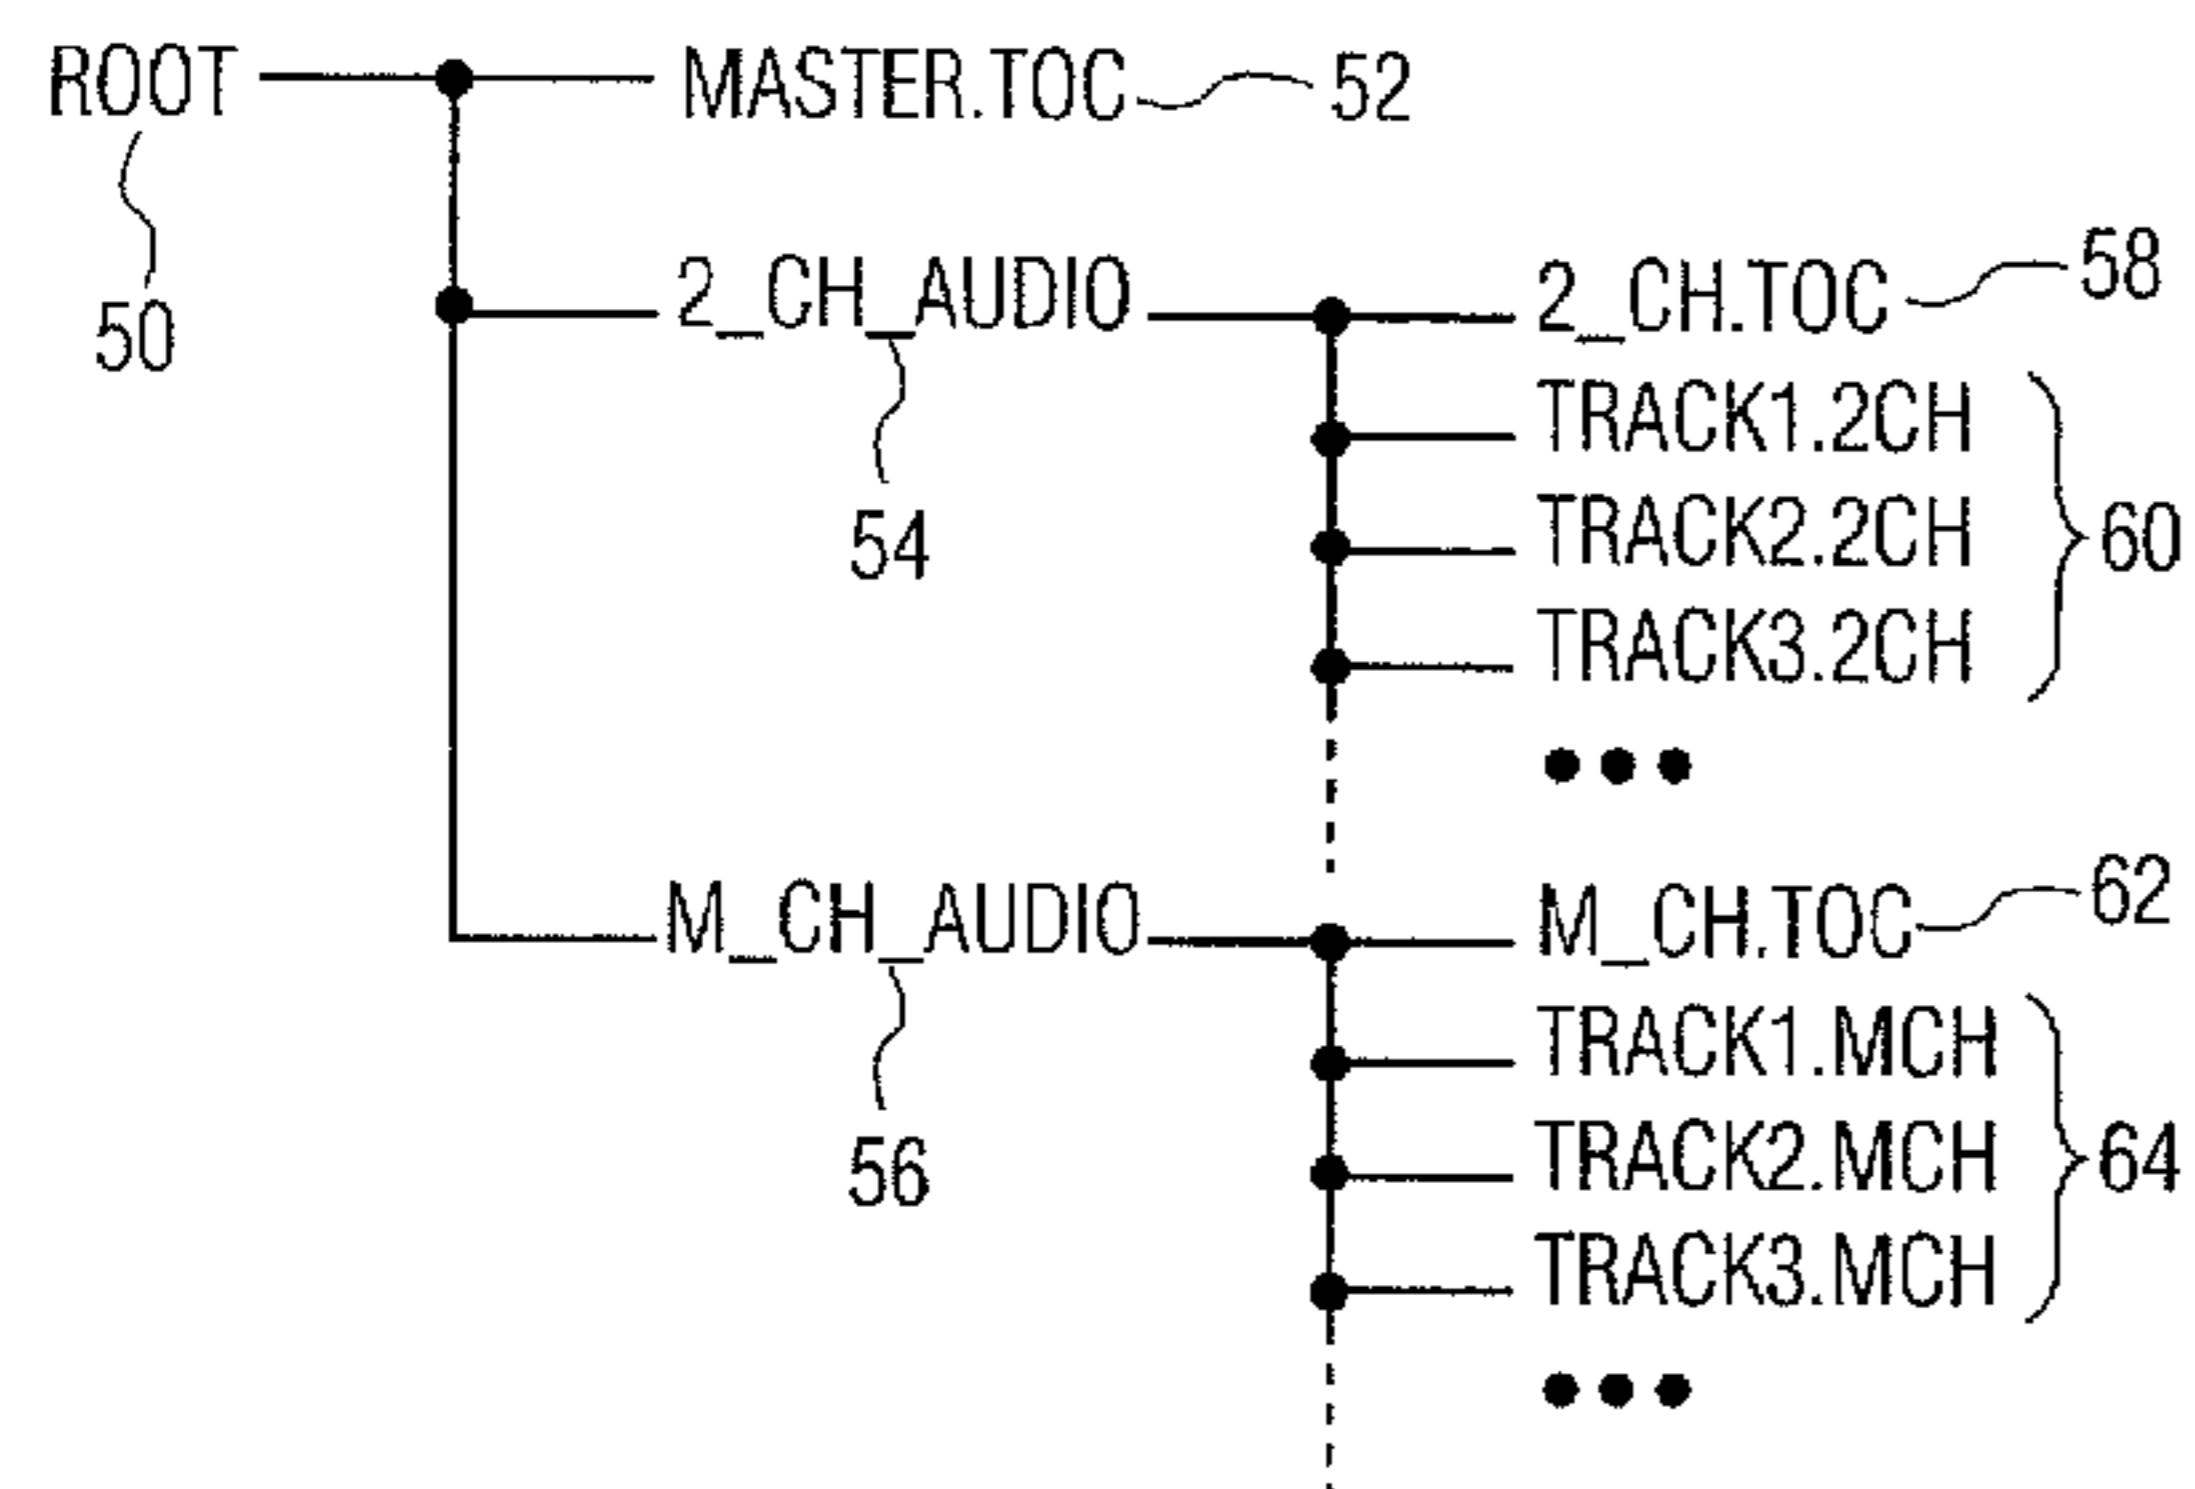 ROOT MASTER.TOC 52
50
2_CH_AUDIO 2_CH.TOC 58
54
TRACK1.2CH
TRACK2.2CH 60
TRACK3.2CH
M_CH_AUDIO M_CH.TOC 62
56
TRACK1.MCH
TRACK2.MCH 64
TRACK3.MCH